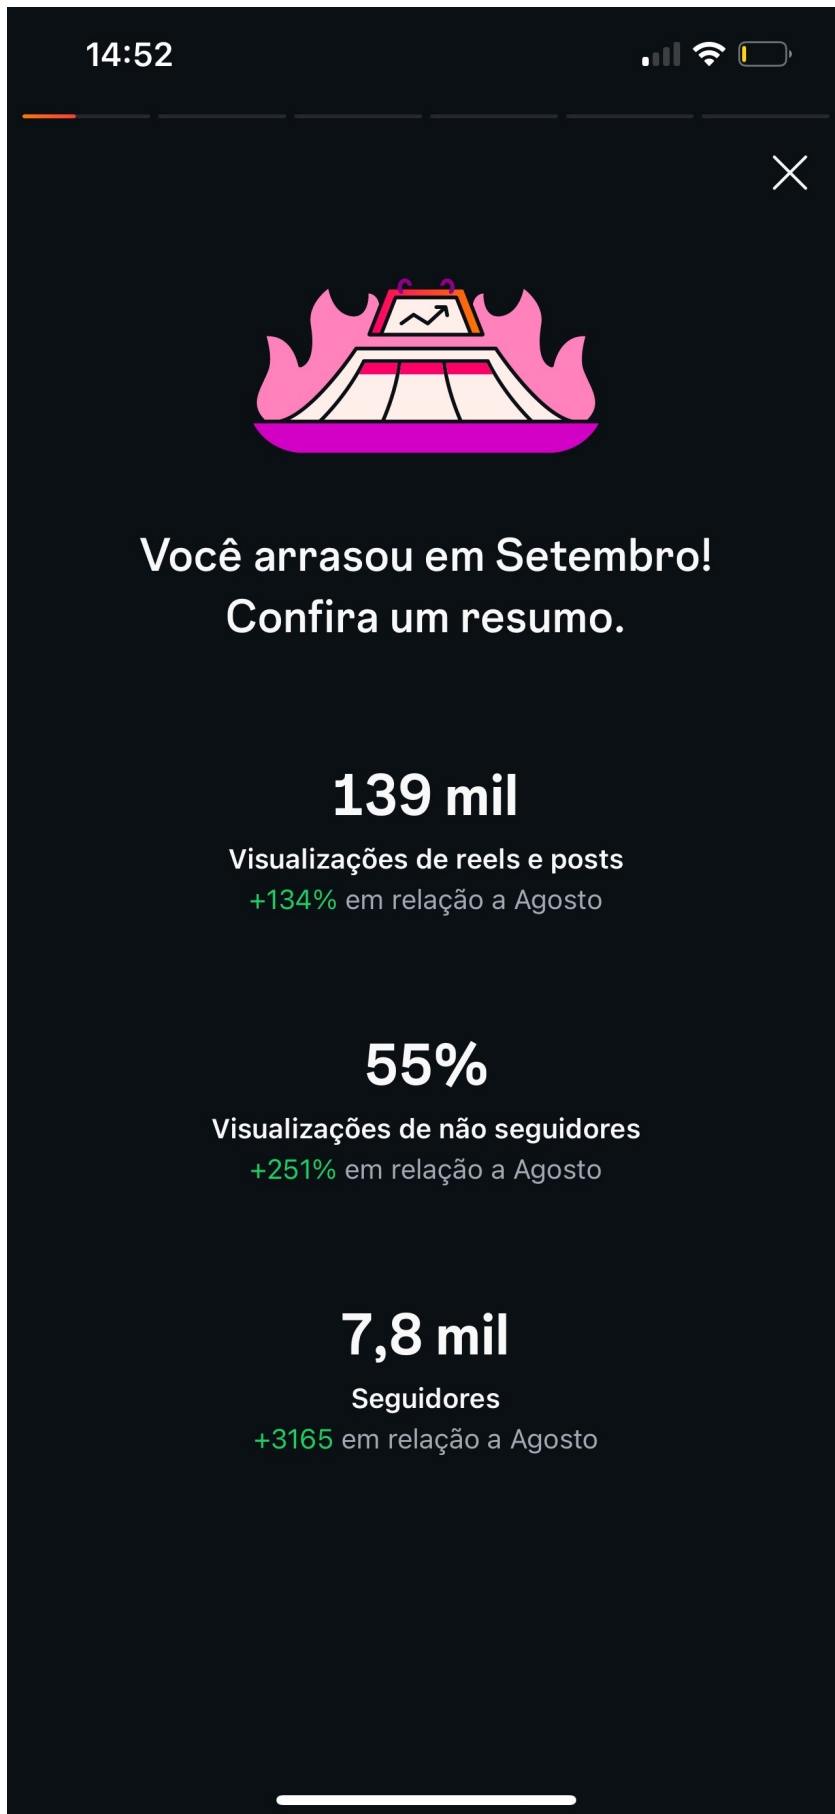 14:52
Você arrasou em Setembro!
Confira um resumo.
139 mil
Visualizações de reels e posts
+134% em relação a Agosto
55%
Visualizações de não seguidores
+251% em relação a Agosto
7,8 mil
Seguidores
+3165 em relação a Agosto